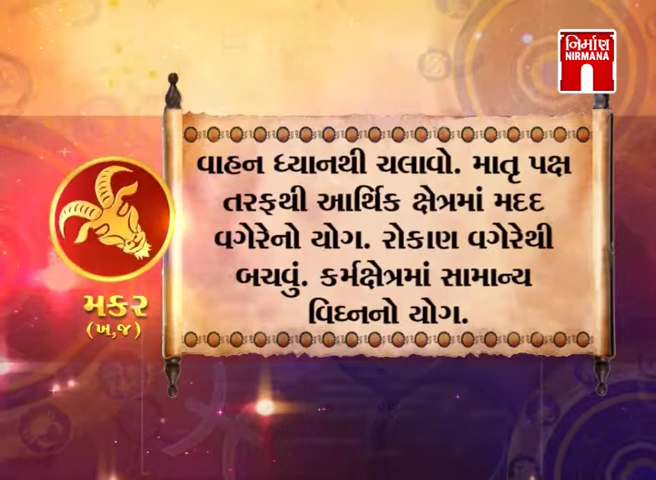 નિર્માણ
NIRMANA
વાહન ધ્યાનથી ચલાવો. માતૃ પક્ષ
તરફથી આર્થિક ક્ષેત્રમાં મદદ
વગેરેનો યોગ. રોકાણ વગેરેથી
બચવું. કર્મક્ષેત્રમાં સામાન્ય
વિઘ્નનો યોગ.
મકર
(ખ,જ)